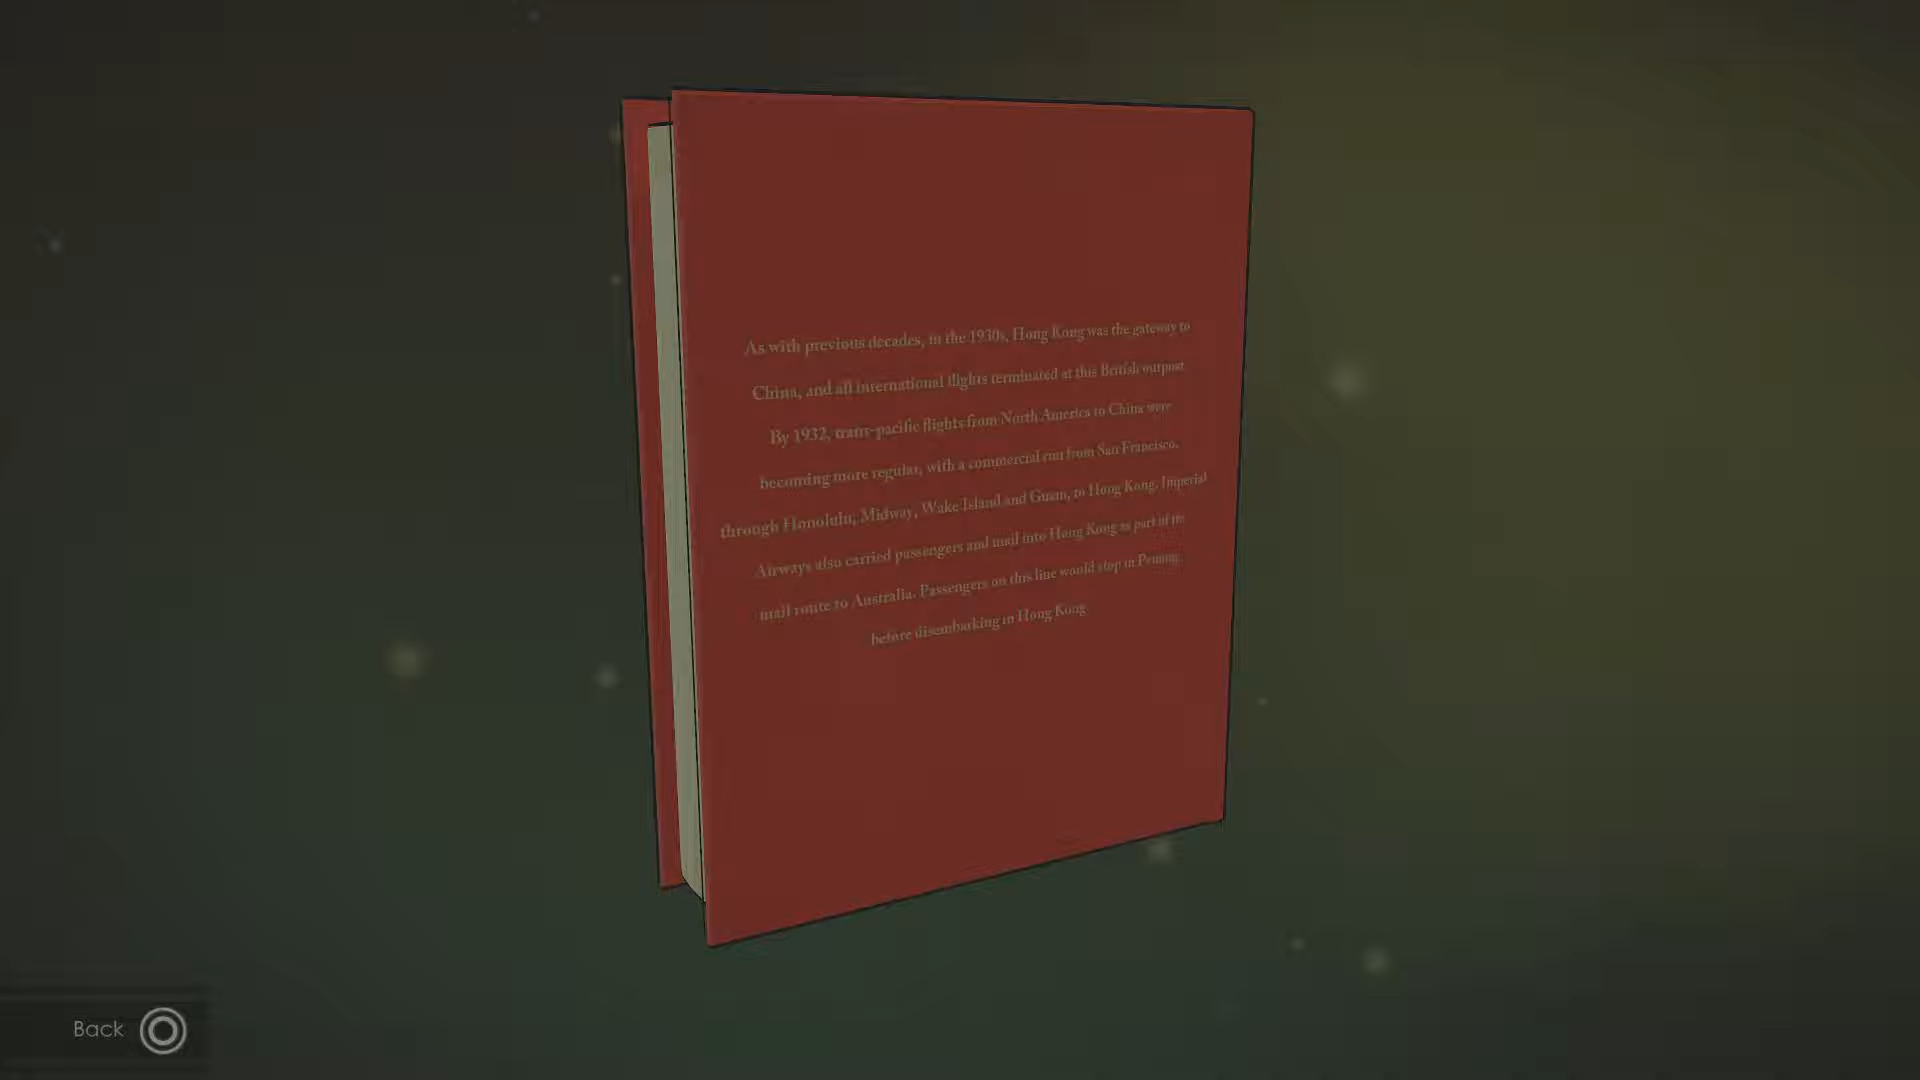 As with previous decades, in the 1930s, Hong Kong was the gateway to
China, and all international flights terminated at this British outpost.
By 1932, trans-pacific flights from North America to China were
becoming more regular, with a commercial run from San Francisco,
through Honolulu, Midway, Wake Island and Guam, to Hong Kong. Imperial
Airways also carried passengers and mail into Hong Kong as part of its
mail route to Australia. Passengers on this line would stop in Penang
before disembarking in Hong Kong
Back